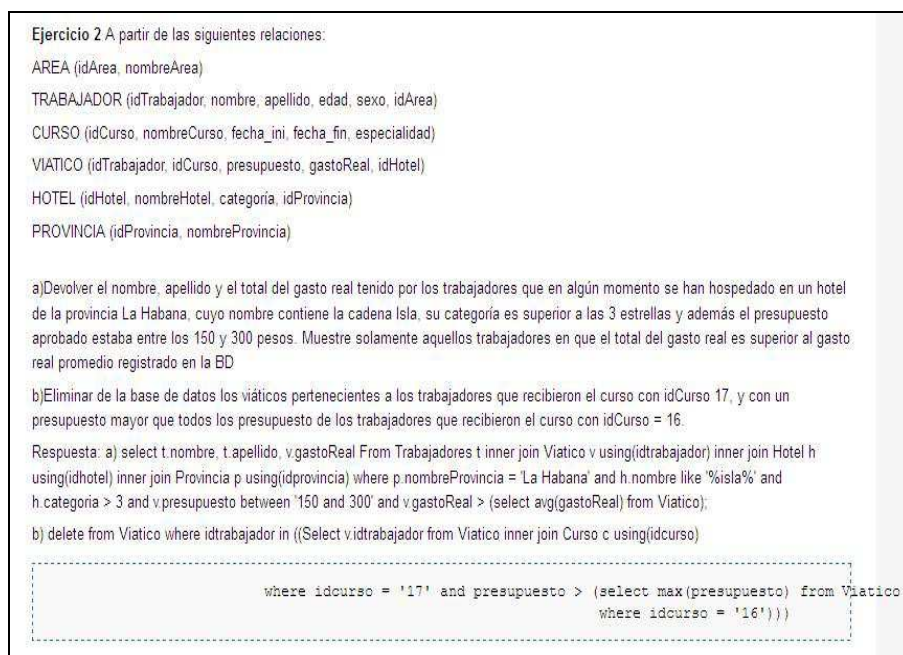 Ejercicio 2 A partir de las siguientes relaciones:
AREA (idArea, nombreArea)
TRABAJADOR (idTrabajador, nombre, apellido, edad, sexo, idArea)
CURSO (idCurso, nombreCurso, fecha_ini, fecha_fin, especialidad)
VIATICO (idTrabajador, idCurso, presupuesto, gastoReal, idHotel)
HOTEL (idHotel, nombreHotel, categoría, idProvincia)
PROVINCIA (idProvincia, nombreProvincia)
a)Devolver el nombre, apellido y el total del gasto real tenido por los trabajadores que en algún momento se han hospedado en un hotel
de la provincia La Habana, cuyo nombre contiene la cadena Isla, su categoría es superior a las 3 estrellas y además el presupuesto
aprobado estaba entre los 150 y 300 pesos. Muestre solamente aquellos trabajadores en que el total del gasto real es superior al gasto
real promedio registrado en la BD
b)Eliminar de la base de datos los viáticos pertenecientes a los trabajadores que recibieron el curso con idCurso 17, y con un
presupuesto mayor que todos los presupuesto de los trabajadores que recibieron el curso con idCurso = 16.
Respuesta: a) select t.nombre, t.apellido, v.gastoReal From Trabajadores t inner join Viatico v using(idtrabajador) inner join Hotel h
using(idhotel) inner join Provincia p using(idprovincia) where p.nombreProvincia = 'La Habana' and h.nombre like '%isla%' and
h.categoria > 3 and v.presupuesto between '150 and 300' and v.gastoReal > (select avg(gastoReal) from Viatico);
b) delete from Viatico where idtrabajador in ((Select v.idtrabajador from Viatico inner join Curso c using(idcurso)
where idcurso = '17' and presupuesto > (select max(presupuesto) from Viatico
where idcurso = '16')))